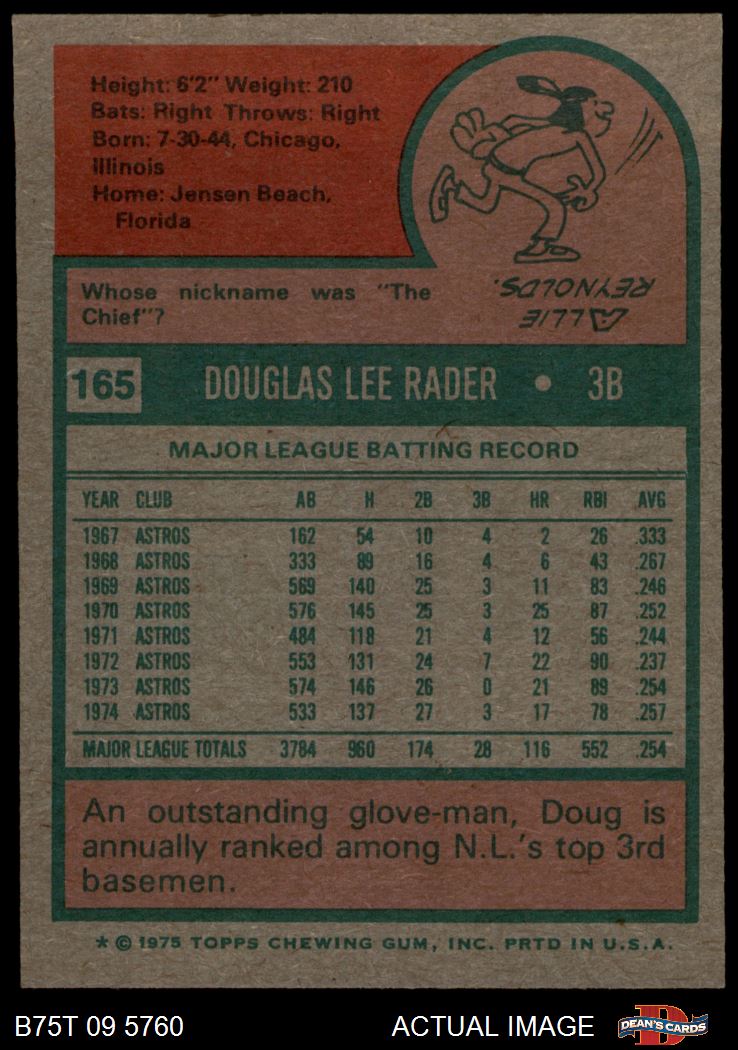 Height: 6'2" Weight: 210
Bats: Right Throws: Right
Born: 7-30-44, Chicago,
Illinois
Home: Jensen Beach,
Florida
Whose nickname was "The
Chief"?
ALLIE
REYNOLDS.
165 DOUGLAS LEE RADER • 3B
MAJOR LEAGUE BATTING RECORD
YEAR CLUB AB H 2B 3B HR RBI AVG
1967 ASTROS 162 54 10 4 2 26 .333
1968 ASTROS 333 89 16 4 6 43 .267
1969 ASTROS 569 140 25 3 11 83 .246
1970 ASTROS 576 145 25 3 25 87 .252
1971 ASTROS 484 118 21 4 12 56 .244
1972 ASTROS 553 131 24 7 22 90 .237
1973 ASTROS 574 146 26 0 21 89 .254
1974 ASTROS 533 137 27 3 17 78 .257
MAJOR LEAGUE TOTALS 3784 960 174 28 116 552 .254
An outstanding glove-man, Doug is
annually ranked among N.L.'s top 3rd
basemen.
* © 1975 TOPPS CHEWING GUM, INC. PRTD IN U.S.A.
B75T 09 5760 ACTUAL IMAGE DEAN'S CARDS